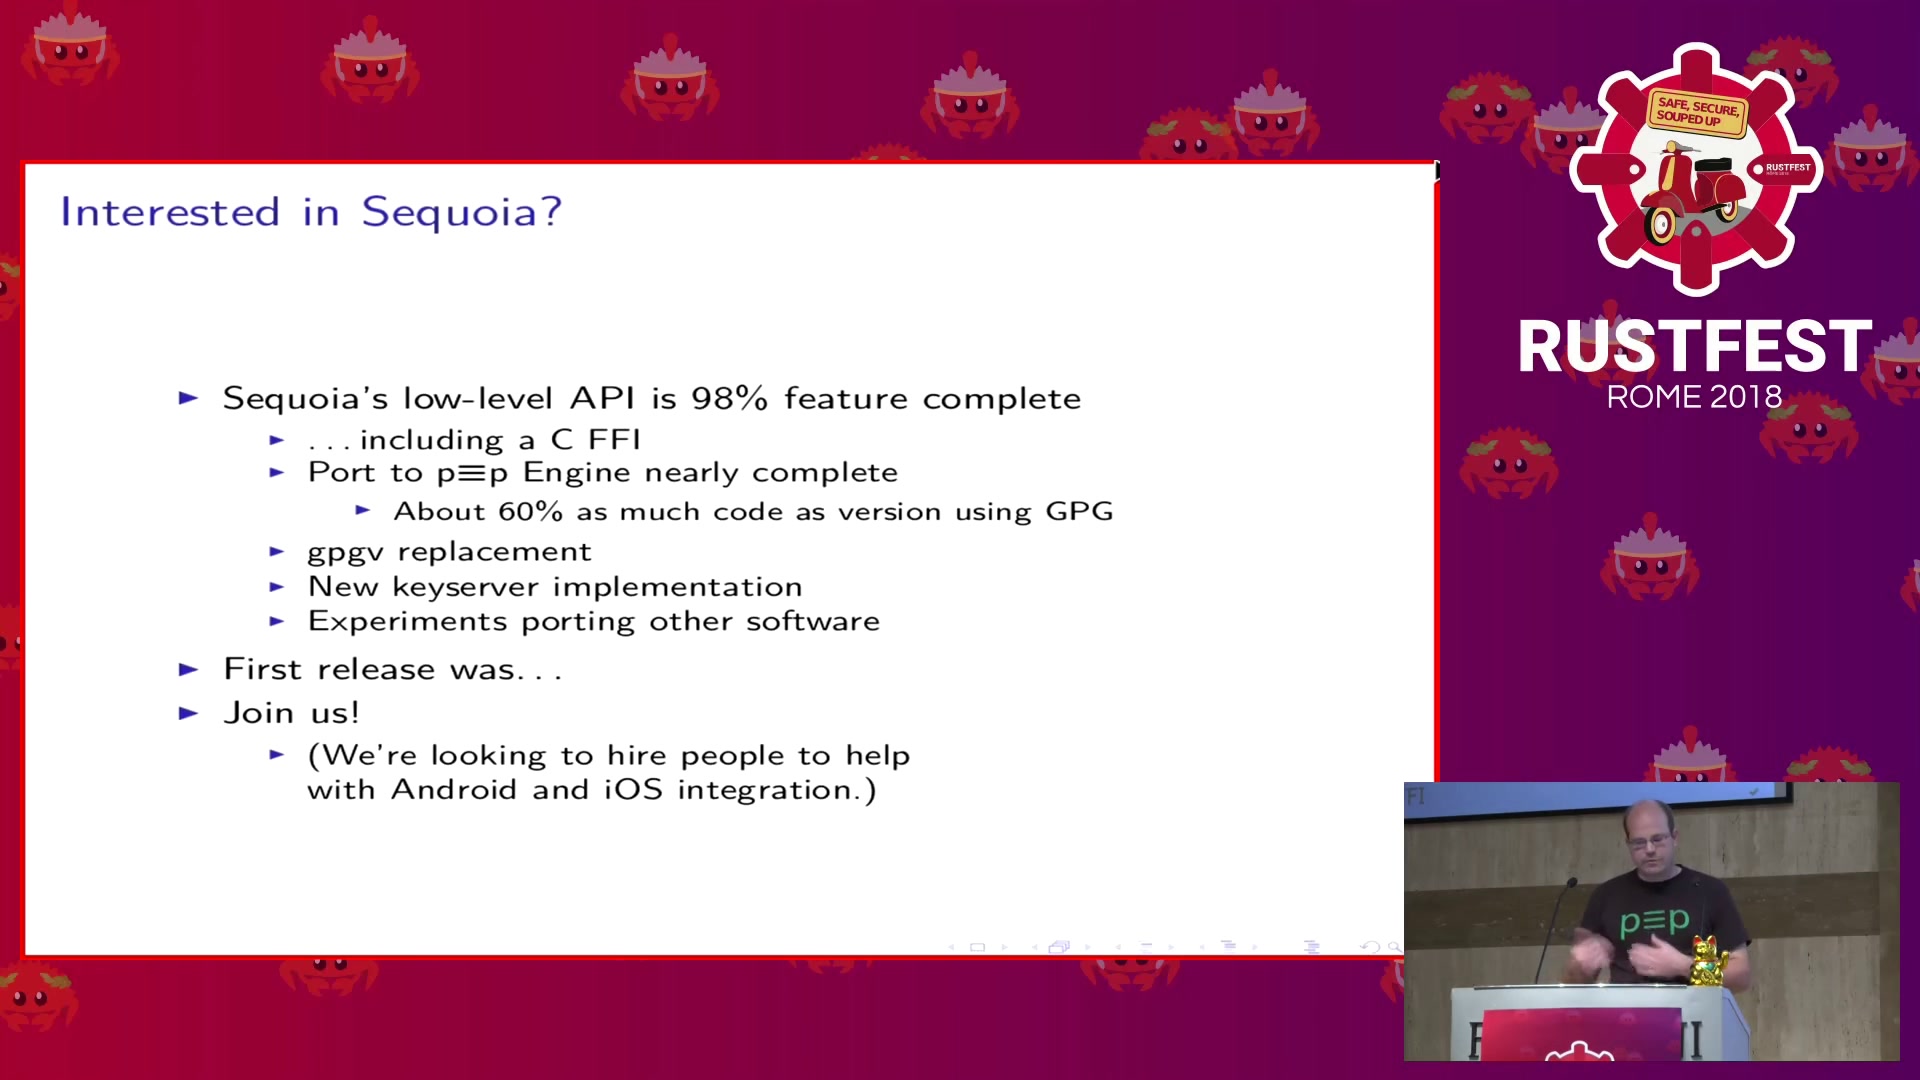 Interested in Sequoia?
► Sequoia's low-level API is 98% feature complete
► ...including a C FFI
► Port to p≡p Engine nearly complete
► About 60% as much code as version using GPG
► gpgv replacement
► New keyserver implementation
► Experiments porting other software
► First release was...
► Join us!
► (We're looking to hire people to help
with Android and iOS integration.)
SAFE, SECURE,
SOUPED UP
RUSTFEST
RUSTFEST
ROME 2018
FI
p≡p